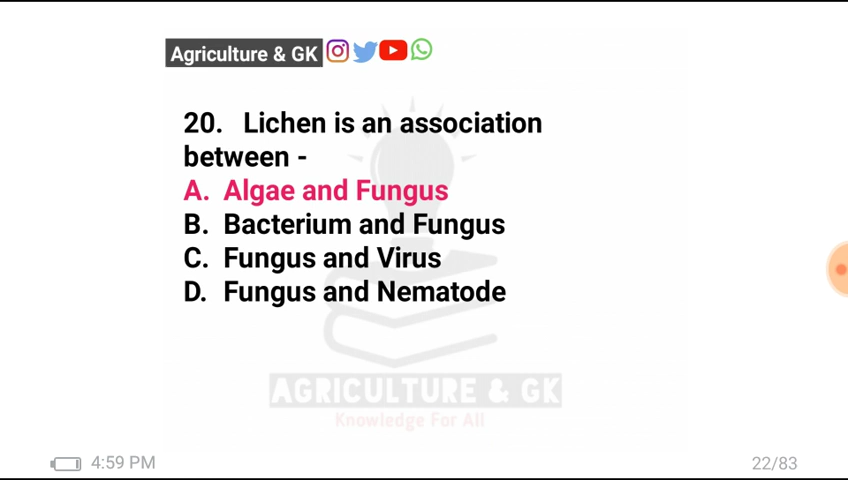 Agriculture & GK
20. Lichen is an association
between -
A. Algae and Fungus
B. Bacterium and Fungus
C. Fungus and Virus
D. Fungus and Nematode
AGRICULTURE & GK
Knowledge For All
4:59 PM
22/83